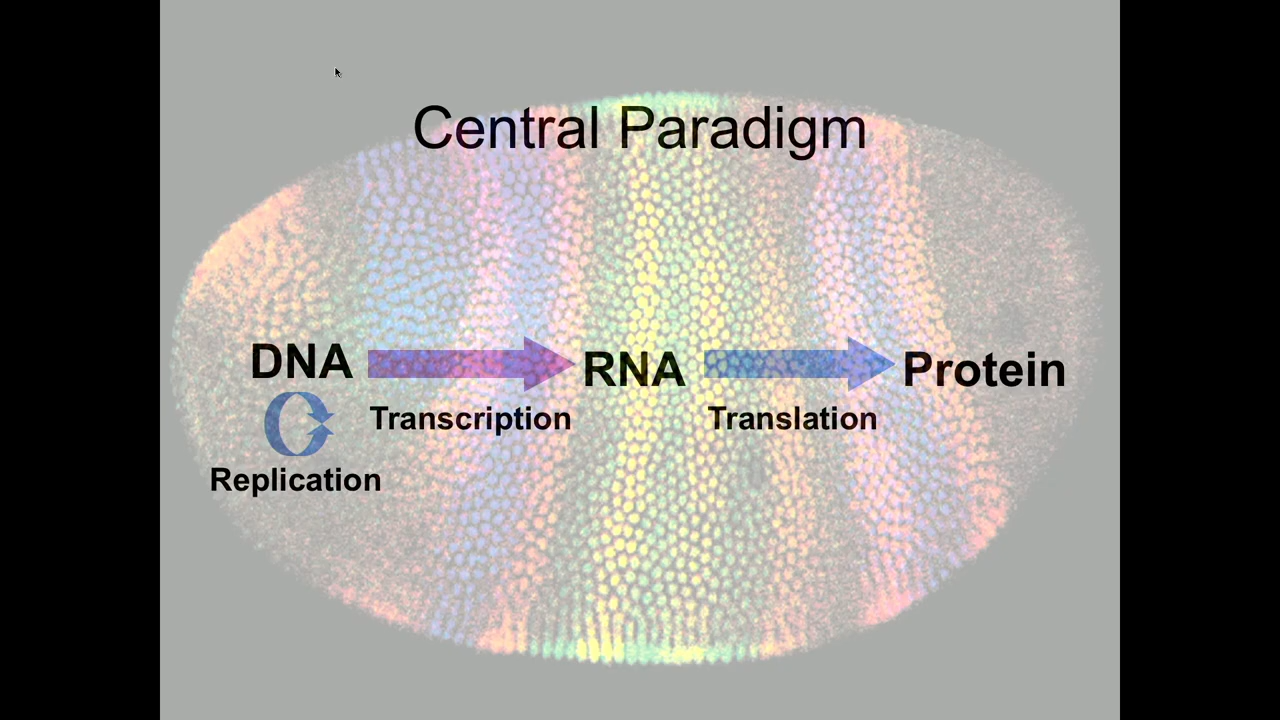 Central Paradigm
DNA
RNA
Protein
Transcription
Translation
Replication